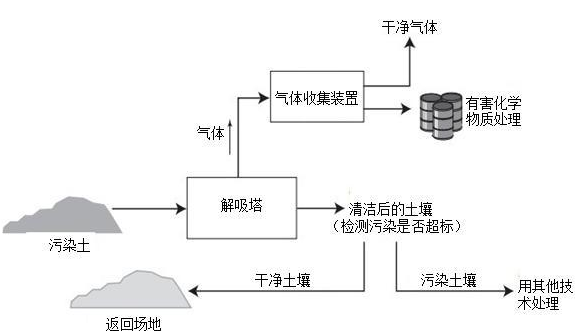 干净气体
气体收集装置
有害化学
物质处理
气体
解吸塔
清洁后的土壤
（检测污染是否超标）
污染土
干净土壤
污染土壤
用其他技
术处理
返回场地